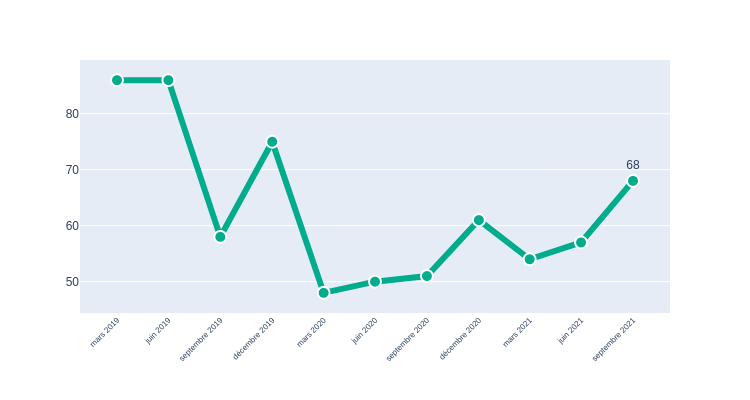 80
70
60
50
68
mars 2019
juin 2019
septembre 2019
décembre 2019
mars 2020
juin 2020
septembre 2020
décembre 2020
mars 2021
juin 2021
septembre 2021